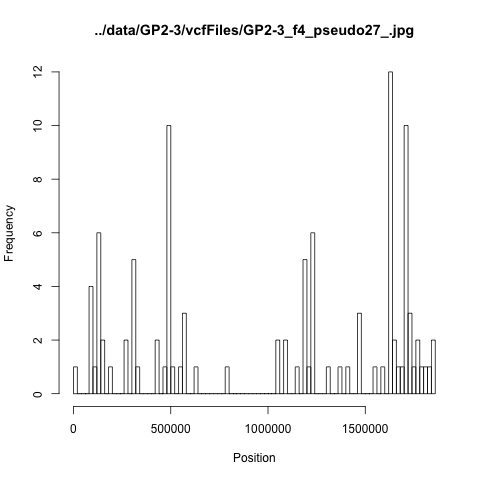 ../data/GP2-3/vcfFiles/GP2-3_f4_pseudo27_.jpg
12
10
8
6
4
2
0
Frequency
0 500000 1000000 1500000
Position